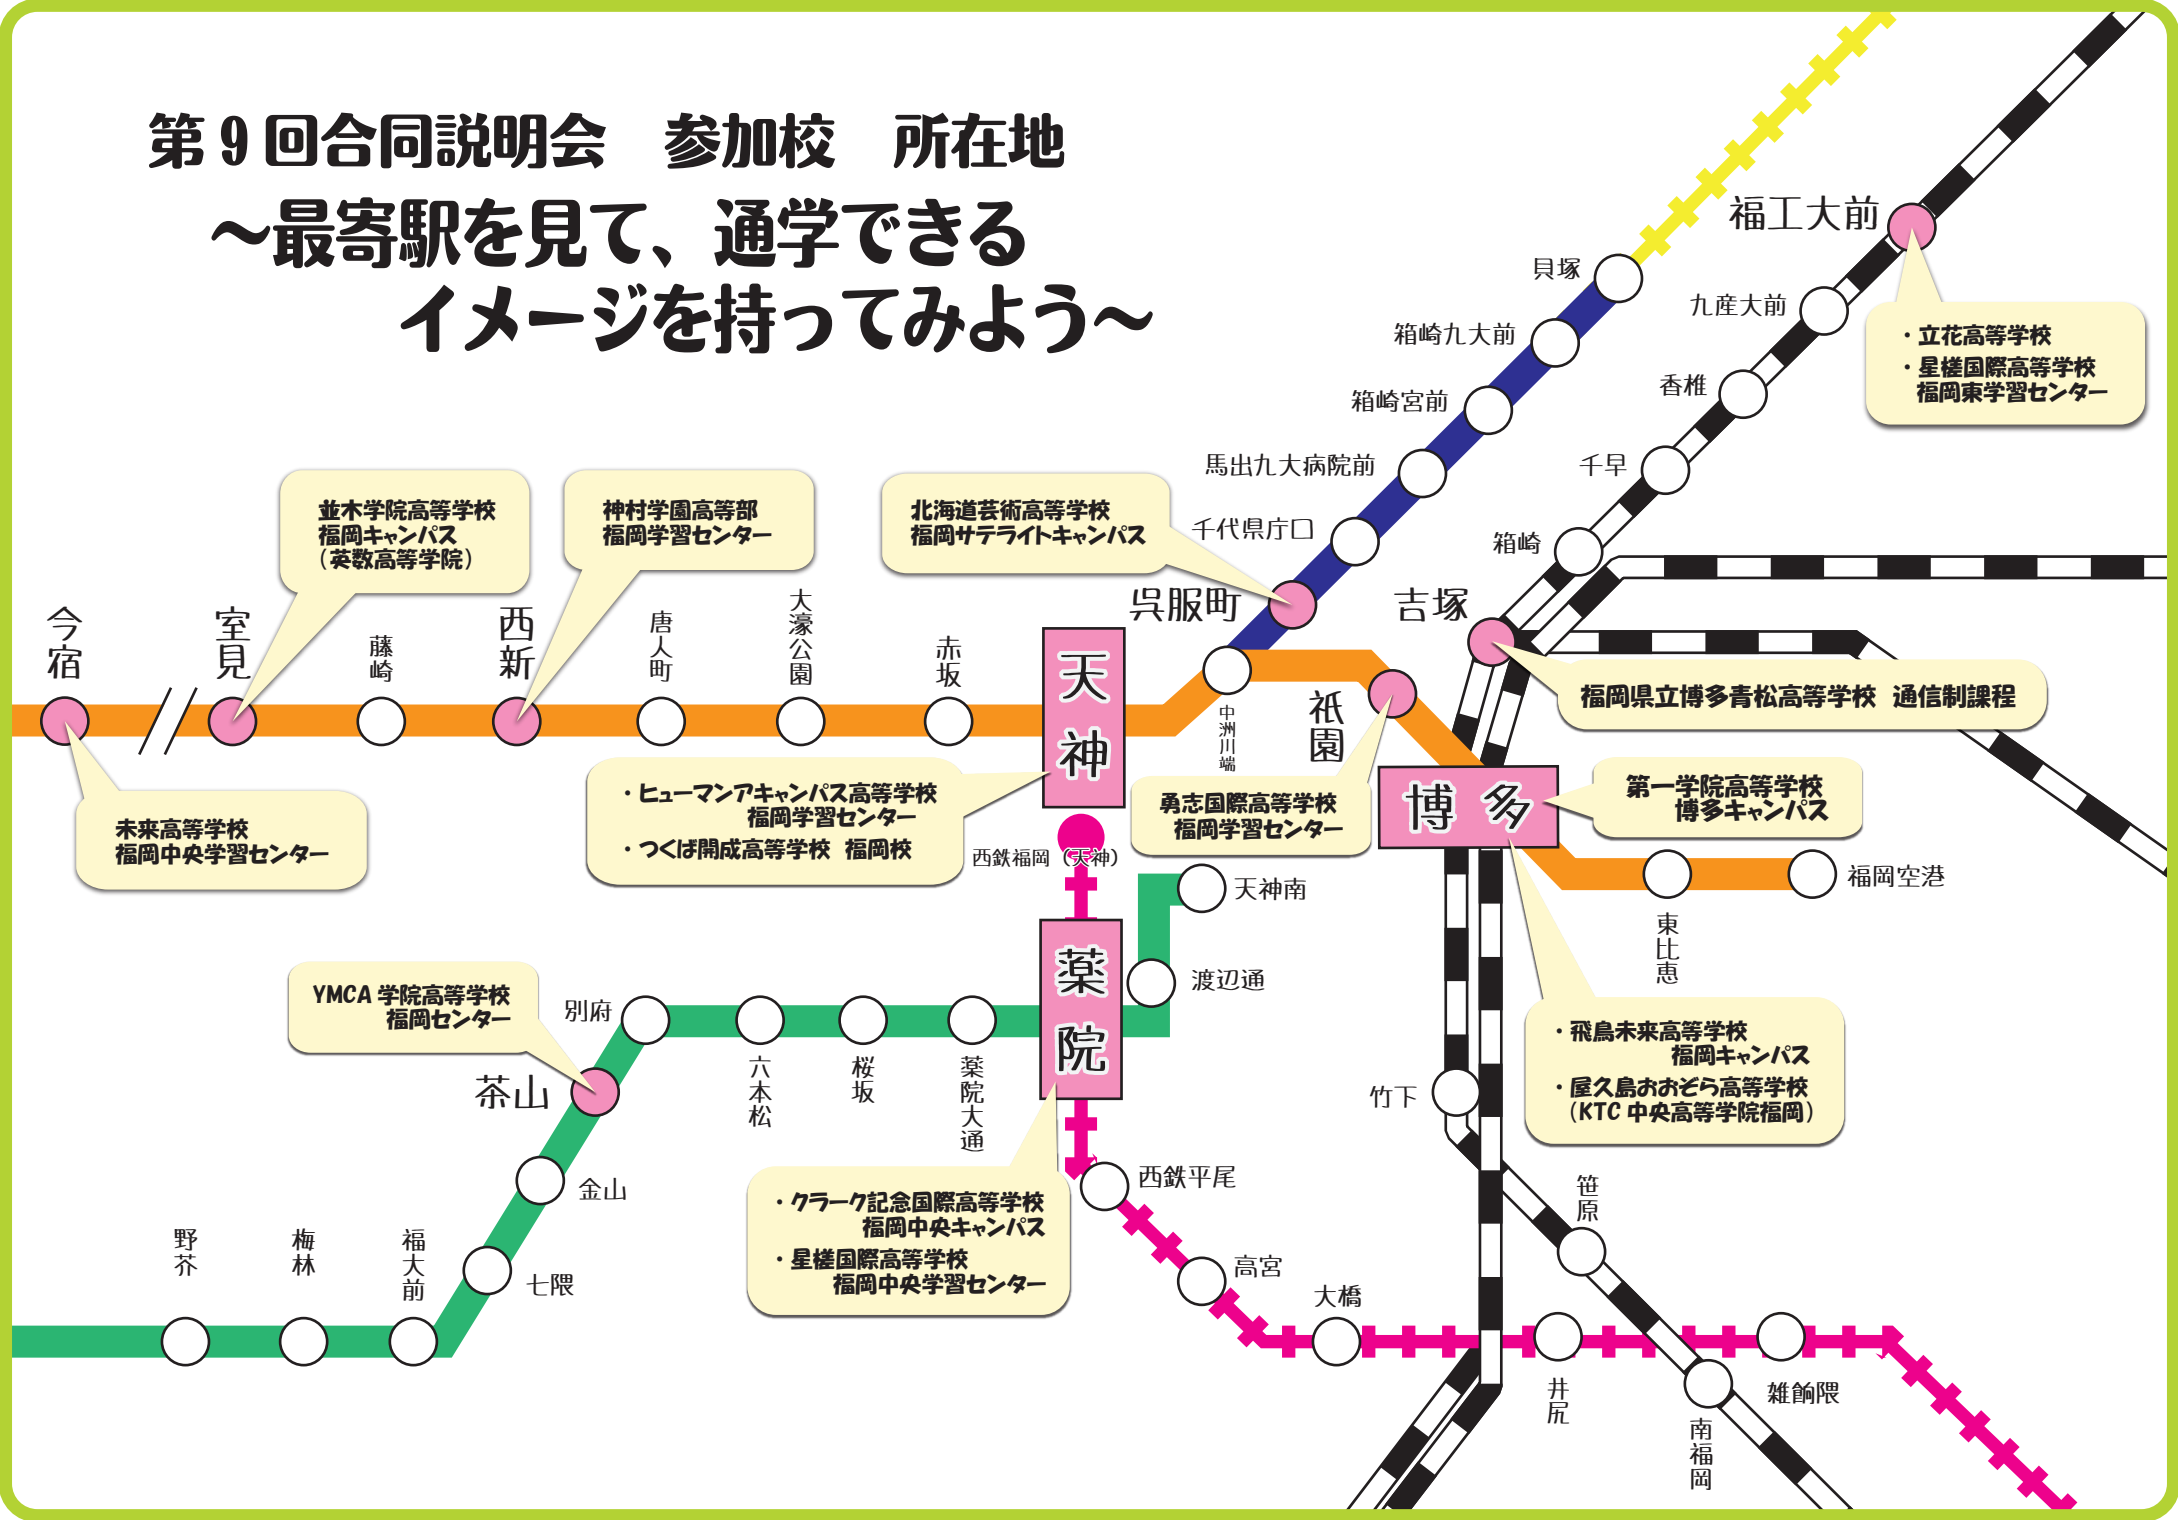 第9回合同説明会　参加校　所在地
～最寄駅を見て、通学できる
イメージを持ってみよう～
福工大前
貝塚
九産大前
箱崎九大前
・立花高等学校
・星槎国際高等学校
福岡東学習センター
香椎
箱崎宮前
馬出九大病院前
千早
並木学院高等学校
福岡キャンパス
（英数高等学院）
神村学園高等部
福岡学習センター
北海道芸術高等学校
福岡サテライトキャンパス
千代県庁口
箱崎
呉服町
吉塚
今宿
室見
藤崎
西新
唐人町
大濠公園
赤坂
天神
中洲川端
祇園
福岡県立博多青松高等学校　通信制課程
博多
第一学院高等学校
博多キャンパス
未来高等学校
福岡中央学習センター
・ヒューマンアキャンパス高等学校
福岡学習センター
・つくば開成高等学校　福岡校
勇志国際高等学校
福岡学習センター
西鉄福岡（天神）
天神南
福岡空港
東比恵
薬院
渡辺通
YMCA 学院高等学校
福岡センター
別府
六本松
桜坂
薬院大通
茶山
竹下
・飛鳥未来高等学校
福岡キャンパス
・屋久島おおぞら高等学校
（KTC 中央高等学院福岡）
金山
西鉄平尾
笹原
・クラーク記念国際高等学校
福岡中央キャンパス
・星槎国際高等学校
福岡中央学習センター
野芥
梅林
福大前
七隈
高宮
大橋
井尻
雑餉隈
南福岡